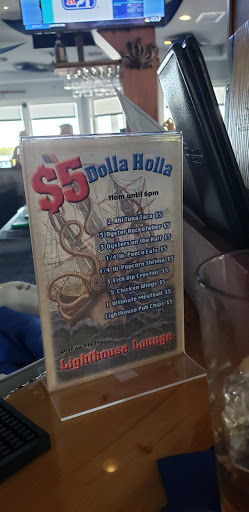 $5 Dolla Holla
11am until 6pm
2 Ahi Tuna Taco $5
3 Oyster Rockefeller $5
3 Oysters on the Half $5
1/4 lb Peel n Eats $5
1/4 lb Popcorn Shrimp $5
3 Fish Dip Crostini $5
5 Chicken Wings $5
1 Ultimate Meatball $5
Lighthouse Pub Chips $5
Lighthouse Lounge